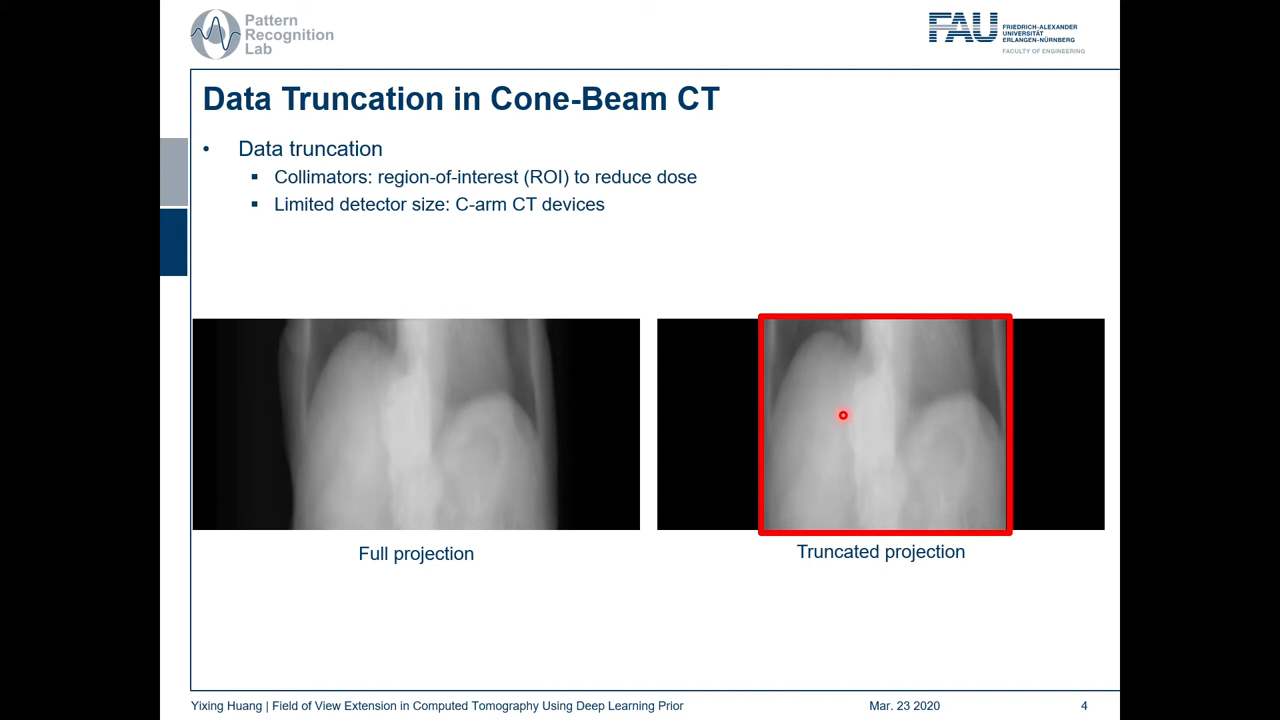 Pattern
Recognition
Lab
FAU
FRIEDRICH-ALEXANDER
UNIVERSITÄT
ERLANGEN-NÜRNBERG
FACULTY OF ENGINEERING
Data Truncation in Cone-Beam CT
• Data truncation
▪ Collimators: region-of-interest (ROI) to reduce dose
▪ Limited detector size: C-arm CT devices
Full projection
Truncated projection
Yixing Huang | Field of View Extension in Computed Tomography Using Deep Learning Prior
Mar. 23 2020
4